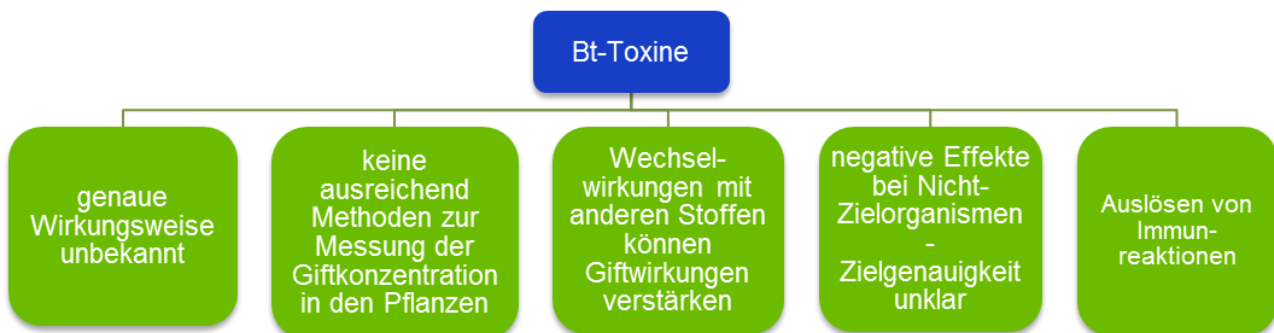 Bt-Toxine
genaue
Wirkungsweise
unbekannt
keine
ausreichend
Methoden zur
Messung der
Giftkonzentration
in den Pflanzen
Wechsel-
wirkungen mit
anderen Stoffen
können
Giftwirkungen
verstärken
negative Effekte
bei Nicht-
Zielorganismen
-
Zielgenauigkeit
unklar
Auslösen von
Immun-
reaktionen